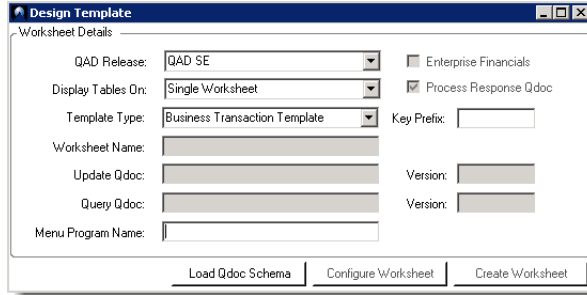 Design Template
Worksheet Details
QAD Release: QAD SE Enterprise Financials
Display Tables On: Single Worksheet Process Response Qdoc
Template Type: Business Transaction Template Key Prefix:
Worksheet Name:
Update Qdoc: Version:
Query Qdoc: Version:
Menu Program Name:
Load Qdoc Schema Configure Worksheet Create Worksheet